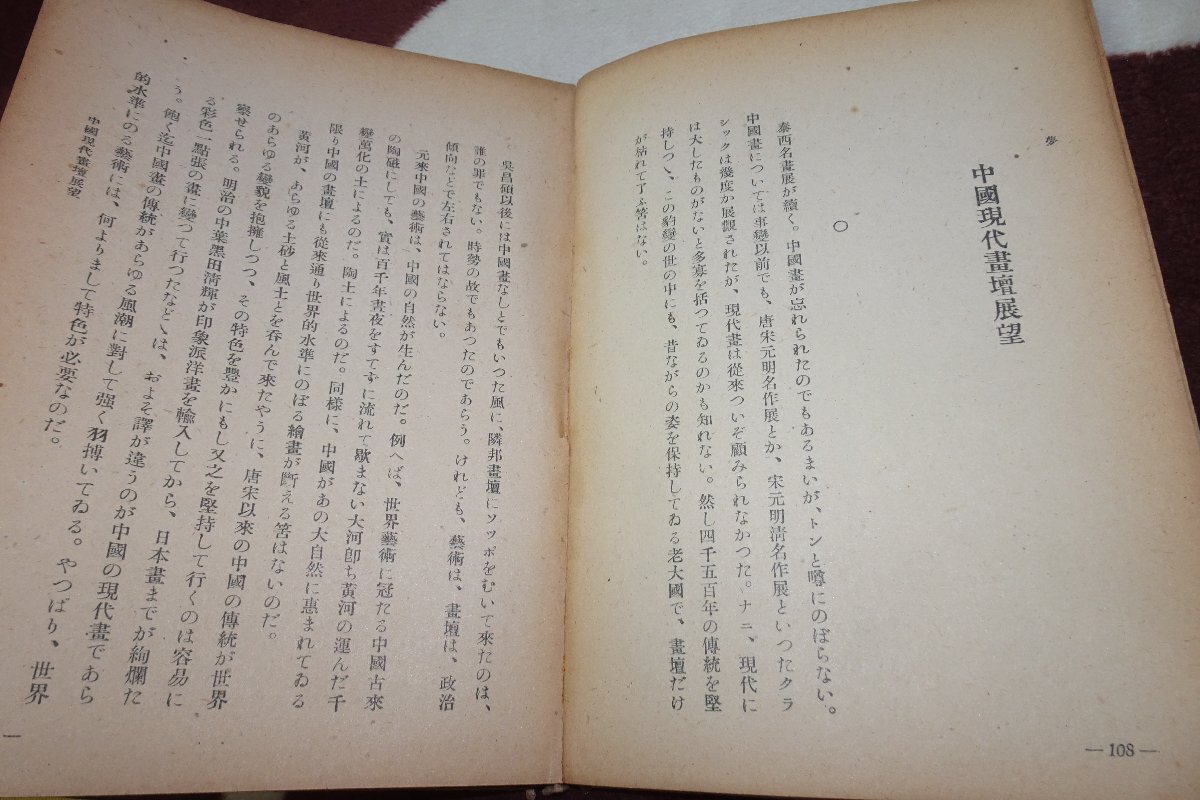 夢
中國現代畫壇展望
○
泰西名畫展が續く。中國畫が忘れられたのでもあるまいが、トンと噂にのぼらない。
中國畫については事變以前でも、唐宋元明名作展とか、宋元明淸名作展といつたクラ
シックは幾度か展觀されたが、現代畫は從來ついぞ顧みられなかつた。ナニ、現代に
は大したものがないと多寡を括つてゐるのかも知れない。然し四千五百年の傳統を堅
持しつゝ、この豹變の世の中にも、昔ながらの姿を保持してゐる老大國で、畫壇だけ
が枯れて了ふ筈はない。
— 108 —
吳昌碩以後には中國畫なしとでもいつた風に、隣邦畫壇にソッポをむいて來たのは、
誰の罪でもない。時勢の故でもあつたのであらう。けれども、藝術は、畫壇は、政治
傾向などで左右されてはならない。
元來中國の藝術は、中國の自然が生んだのだ。例へば、世界藝術に冠たる中國古來
の陶磁にしても、實は百千年晝夜をすてずに流れて歇まない大河卽ち黃河の運んだ千
變萬化の土によるのだ。陶土によるのだ。同樣に、中國があの大自然に惠まれてゐる
限り中國の畫壇にも從來通り世界的水準にのぼる繪畫が斷える筈はないのだ。
黃河が、あらゆる土砂と風土とを呑んで來たやうに、唐宋以來の中國の傳統が世界
のあらゆる變貌を抱擁しつつ、その特色を豐かにもし又之を堅持して行くのは容易に
察せられる。明治の中葉黑田淸輝が印象派洋畫を輸入してから、日本畫までが絢爛た
る彩色一點張の畫に變つて行つたなどゝは、およそ譯が違うのが中國の現代畫であら
う。飽く迄中國畫の傳統があらゆる風潮に對して强く羽搏いてゐる。やつぱり、世界
的水準にのる藝術には、何よりまして特色が必要なのだ。
中國現代畫壇展望